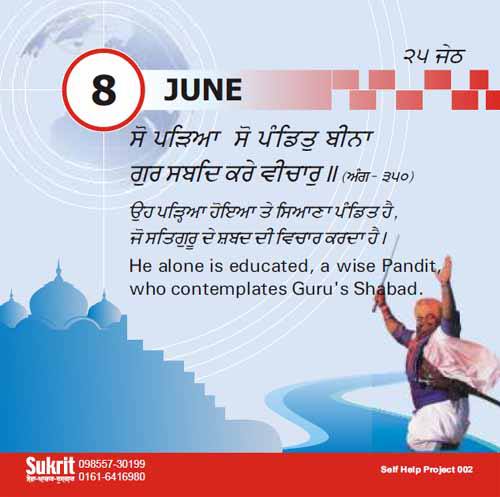 ੨੫ ਜੇਠ
8 JUNE
ਸੋ ਪੜਿਆ ਸੋ ਪੰਡਿਤੁ ਬੀਨਾ
ਗੁਰ ਸਬਦਿ ਕਰੇ ਵੀਚਾਰੁ ॥ (ਅੰਗ - ੩੫੦)
ਉਹ ਪੜ੍ਹਿਆ ਹੋਇਆ ਤੇ ਸਿਆਣਾ ਪੰਡਿਤ ਹੈ,
ਜੋ ਸਤਿਗੁਰੂ ਦੇ ਸ਼ਬਦ ਦੀ ਵਿਚਾਰ ਕਰਦਾ ਹੈ।
He alone is educated, a wise Pandit,
who contemplates Guru's Shabad.
Sukrit 098557-30199
0161-6416980
Self Help Project 002